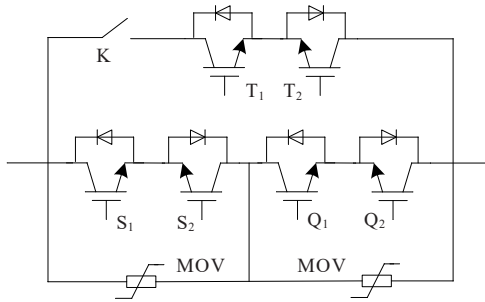 K
T₁ T₂
S₁ S₂ Q₁ Q₂
MOV MOV